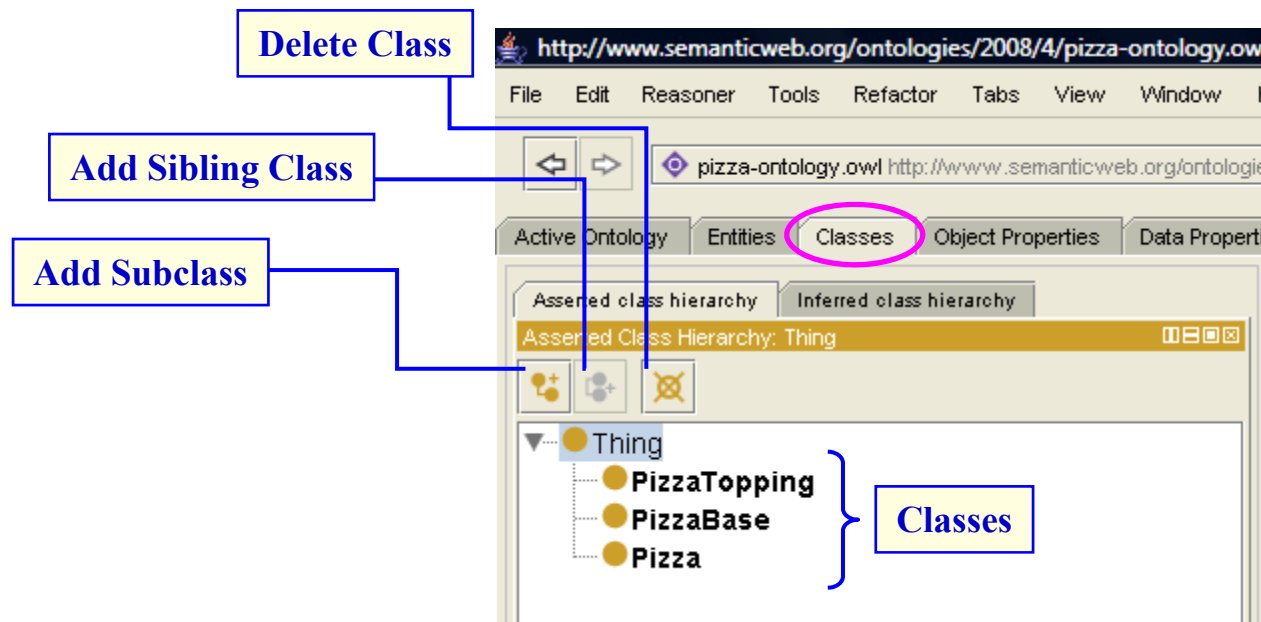 Delete Class
http://www.semanticweb.org/ontologies/2008/4/pizza-ontology.ow
File Edit Reasoner Tools Refactor Tabs View Window
Add Sibling Class
pizza-ontology.owl http://www.semanticweb.org/ontologie
Active Ontology Entities Classes Object Properties Data Propert
Add Subclass
Asserted class hierarchy Inferred class hierarchy
Asserted Class Hierarchy: Thing
Thing
PizzaTopping
PizzaBase
Classes
Pizza